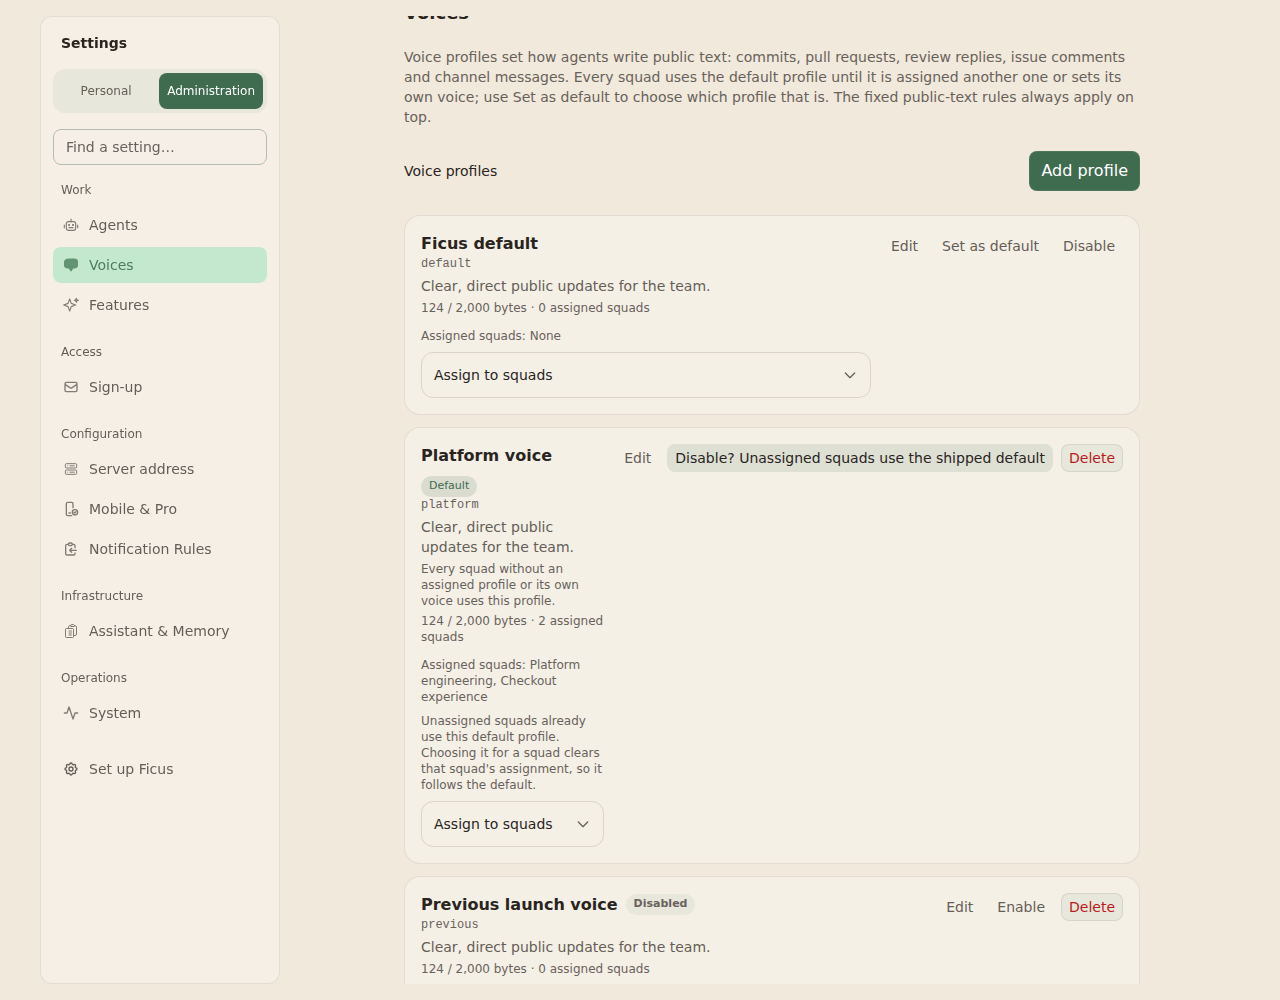 Settings
Personal
Administration
Find a setting...
Work
Agents
Voices
Features
Access
Sign-up
Configuration
Server address
Mobile & Pro
Notification Rules
Infrastructure
Assistant & Memory
Operations
System
Set up Ficus
Voices
Voice profiles set how agents write public text: commits, pull requests, review replies, issue comments
and channel messages. Every squad uses the default profile until it is assigned another one or sets its
own voice; use Set as default to choose which profile that is. The fixed public-text rules always apply on
top.
Voice profiles
Add profile
Ficus default
Edit
Set as default
Disable
default
Clear, direct public updates for the team.
124 / 2,000 bytes · 0 assigned squads
Assigned squads: None
Assign to squads
Platform voice
Edit
Disable? Unassigned squads use the shipped default
Delete
Default
platform
Clear, direct public
updates for the team.
Every squad without an
assigned profile or its own
voice uses this profile.
124 / 2,000 bytes · 2 assigned
squads
Assigned squads: Platform
engineering, Checkout
experience
Unassigned squads already
use this default profile.
Choosing it for a squad clears
that squad's assignment, so it
follows the default.
Assign to squads
Previous launch voice
Disabled
Edit
Enable
Delete
previous
Clear, direct public updates for the team.
124 / 2,000 bytes · 0 assigned squads